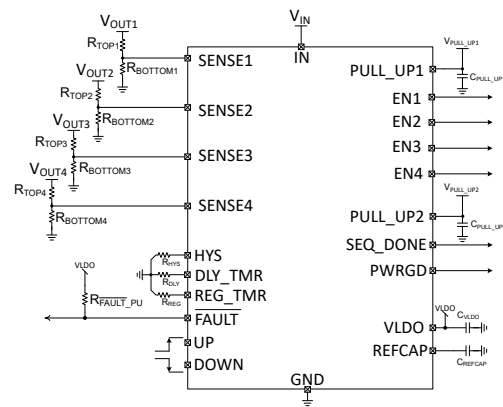 VIN
IN
VOUT1
RTOP1
RBOTTOM1
SENSE1
VOUT2
RTOP2
RBOTTOM2
SENSE2
VOUT3
RTOP3
RBOTTOM3
SENSE3
VOUT4
RTOP4
RBOTTOM4
SENSE4
HYS
RHYS
DLY_TMR
RDLY
REG_TMR
RREG
VLDO
RFAULT_PU
FAULT
UP
DOWN
GND
VPULL_UP1
PULL_UP1
CPULL_UP
EN1
EN2
EN3
EN4
VPULL_UP2
PULL_UP2
CPULL_UP
SEQ_DONE
PWRGD
VLDO
CVLDO
VLDO
REFCAP
CREFCAP